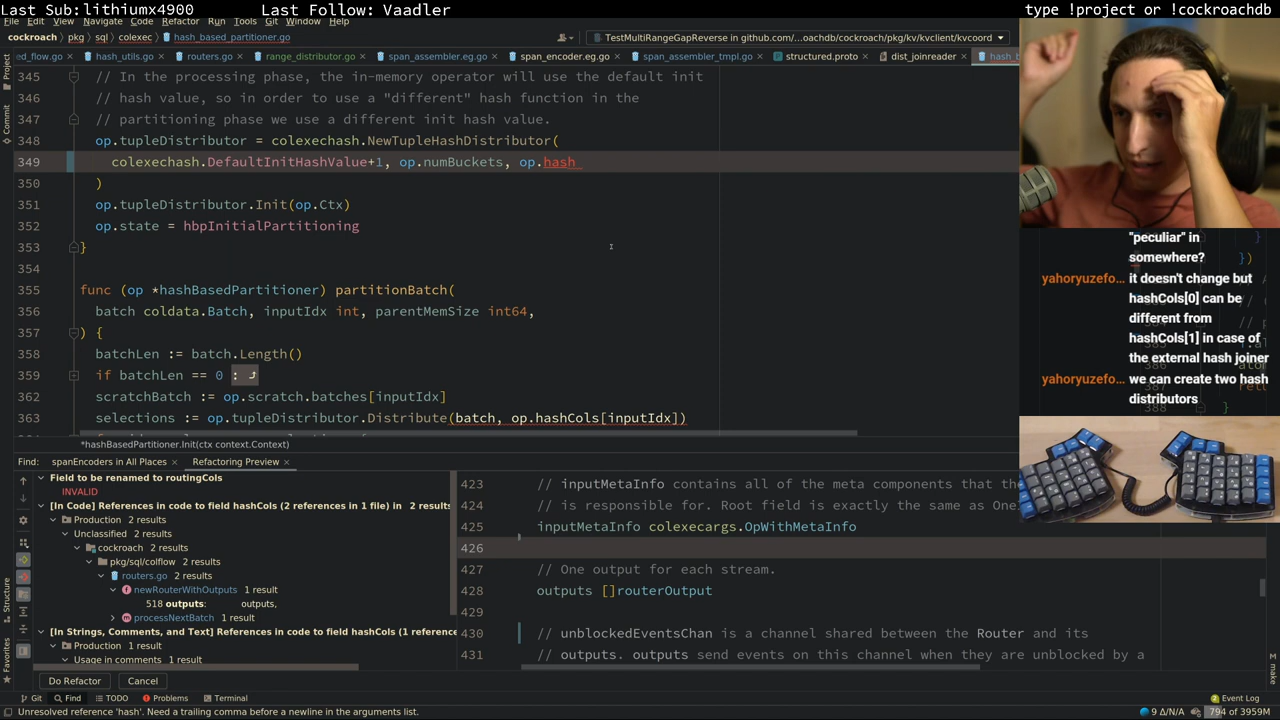 Last Sub:lithiumx4900
Last Follow: Vaadler
type !project or !cockroachdb
File Edit View Navigate Code Refactor Run Tools Git Window Help
cockroach pkg sql colexec hash_based_partitioner.go
TestMultiRangeGapReverse in github.com/...oachdb/cockroach/pkg/kv/kvclient/kvcoord
ed_flow.go hash_utils.go routers.go range_distributor.go span_assembler.eg.go span_encoder.eg.go span_assembler_tmpl.go structured.proto dist_joinreader hash_b
345 // In the processing phase, the in-memory operator will use the default init
346 // hash value, so in order to use a "different" hash function in the
347 // partitioning phase we use a different init hash value.
348 op.tupleDistributor = colexechash.NewTupleHashDistributor(
349 colexechash.DefaultInitHashValue+1, op.numBuckets, op.hash
350 )
351 op.tupleDistributor.Init(op.Ctx)
352 op.state = hbpInitialPartitioning
353 }
354
355 func (op *hashBasedPartitioner) partitionBatch(
356 batch coldata.Batch, inputIdx int, parentMemSize int64,
357 ) {
358 batchLen := batch.Length()
359 if batchLen == 0 :
362 scratchBatch := op.scratch.batches[inputIdx]
363 selections := op.tupleDistributor.Distribute(batch, op.hashCols[inputIdx])
*hashBasedPartitioner).Init(ctx context.Context)
Find: spanEncoders in All Places Refactoring Preview
Field to be renamed to routingCols
INVALID
[In Code] References in code to field hashCols (2 references in 1 file) in 2 results
Production 2 results
Unclassified 2 results
cockroach 2 results
pkg/sql/colflow 2 results
routers.go 2 results
newRouterWithOutputs 1 result
518 outputs: outputs,
processNextBatch 1 result
[In Strings, Comments, and Text] References in code to field hashCols (1 reference
Production 1 result
Usage in comments 1 result
Do Refactor Cancel
423 // inputMetaInfo contains all of the meta components that the
424 // is responsible for. Root field is exactly the same as One
425 inputMetaInfo colexecargs.OpWithMetaInfo
426
427 // One output for each stream.
428 outputs []routerOutput
429
430 // unblockedEventsChan is a channel shared between the Router and its
431 // outputs. outputs send events on this channel when they are unblocked by a
"peculiar" in
somewhere?
yahoryuzefo... it doesn't change but
hashCols[0] can be
different from
hashCols[1] in case of
the external hash joiner
yahoryuzefo... we can create two hash
distributors
388 }
Project
Commit
Structure
Favorites
make
Git Find TODO Problems Terminal
Event Log
Unresolved reference 'hash'. Need a trailing comma before a newline in the arguments list.
9 Δ/N/A 794 of 3959M